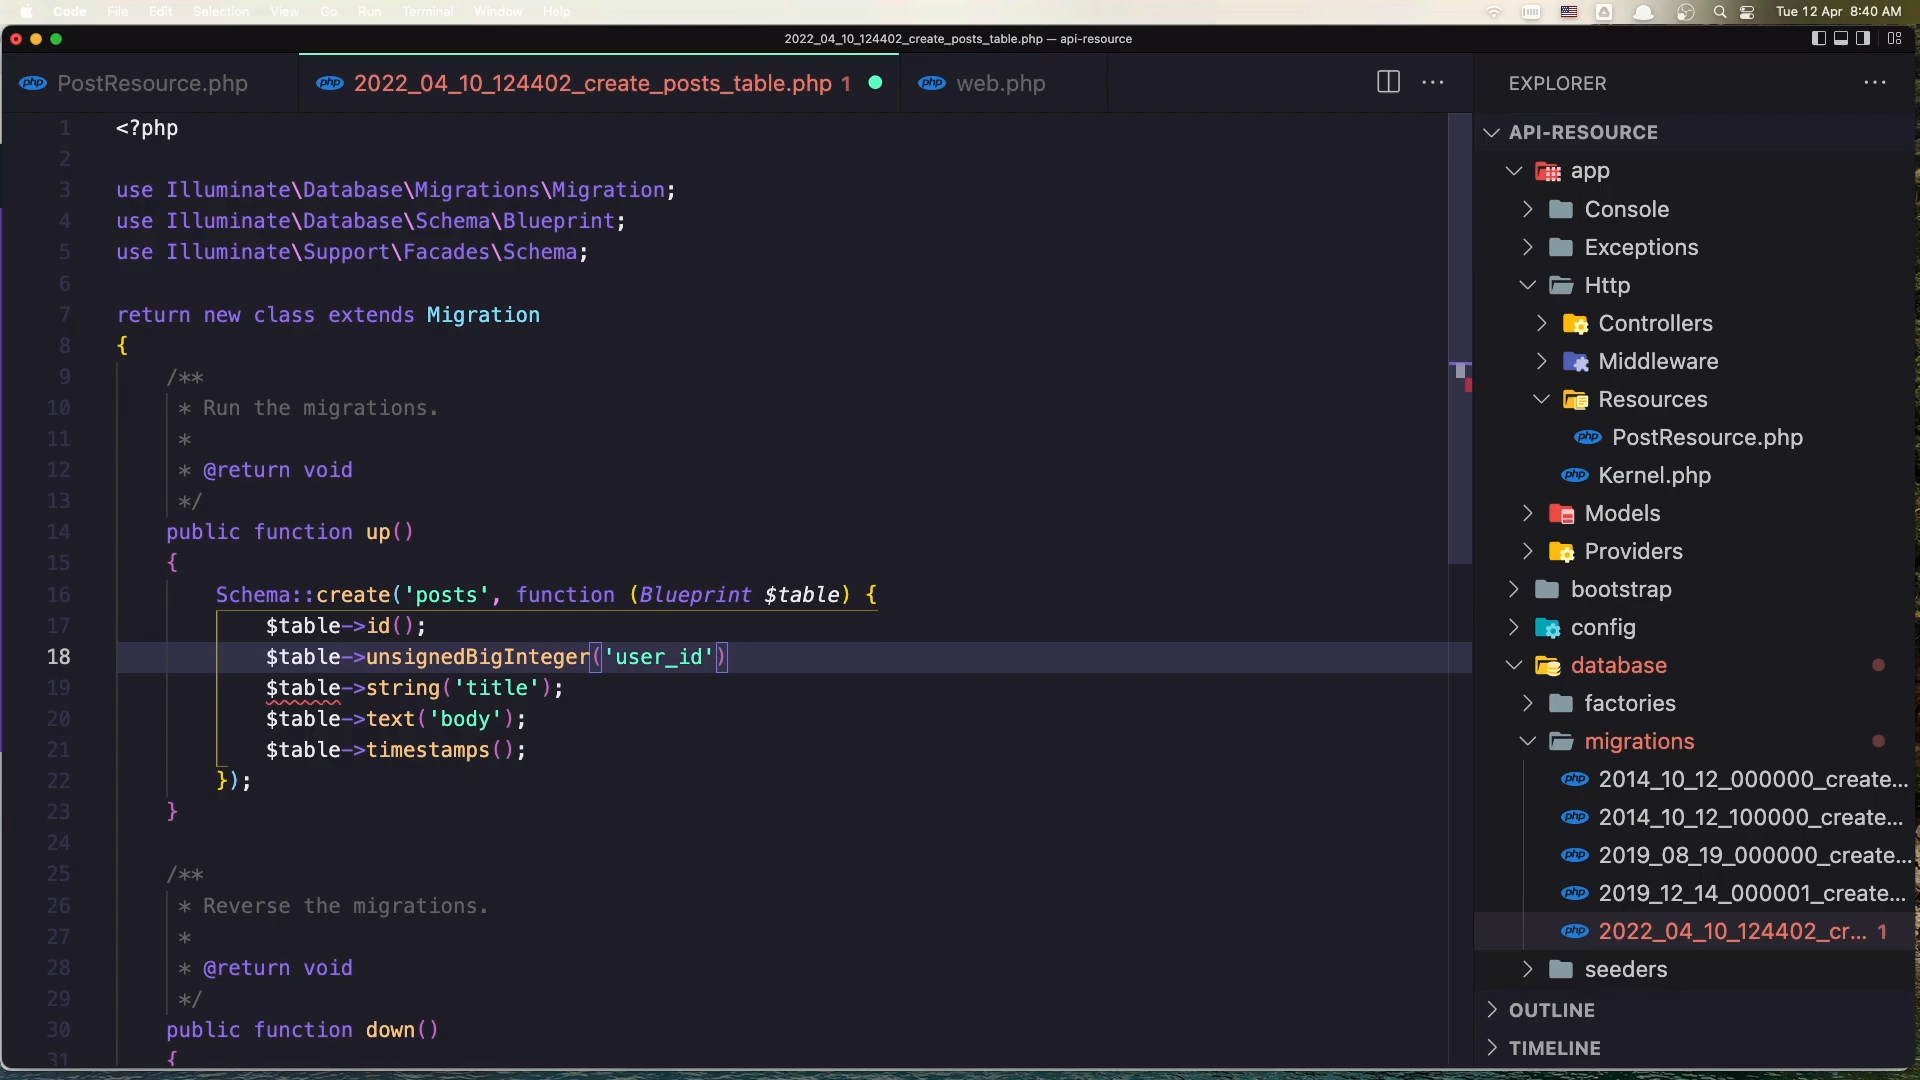 Code File Edit Selection View Go Run Terminal Window Help Tue 12 Apr 8:40 AM
2022_04_10_124402_create_posts_table.php — api-resource
PostResource.php
2022_04_10_124402_create_posts_table.php 1
web.php
1 <?php
2
3 use Illuminate\Database\Migrations\Migration;
4 use Illuminate\Database\Schema\Blueprint;
5 use Illuminate\Support\Facades\Schema;
6
7 return new class extends Migration
8 {
9 /**
10 * Run the migrations.
11 *
12 * @return void
13 */
14 public function up()
15 {
16 Schema::create('posts', function (Blueprint $table) {
17 $table->id();
18 $table->unsignedBigInteger('user_id')
19 $table->string('title');
20 $table->text('body');
21 $table->timestamps();
22 });
23 }
24
25 /**
26 * Reverse the migrations.
27 *
28 * @return void
29 */
30 public function down()
31 {
EXPLORER
API-RESOURCE
app
Console
Exceptions
Http
Controllers
Middleware
Resources
php PostResource.php
php Kernel.php
Models
Providers
bootstrap
config
database
factories
migrations
php 2014_10_12_000000_create...
php 2014_10_12_100000_create...
php 2019_08_19_000000_create...
php 2019_12_14_000001_create...
php 2022_04_10_124402_cr... 1
seeders
OUTLINE
TIMELINE